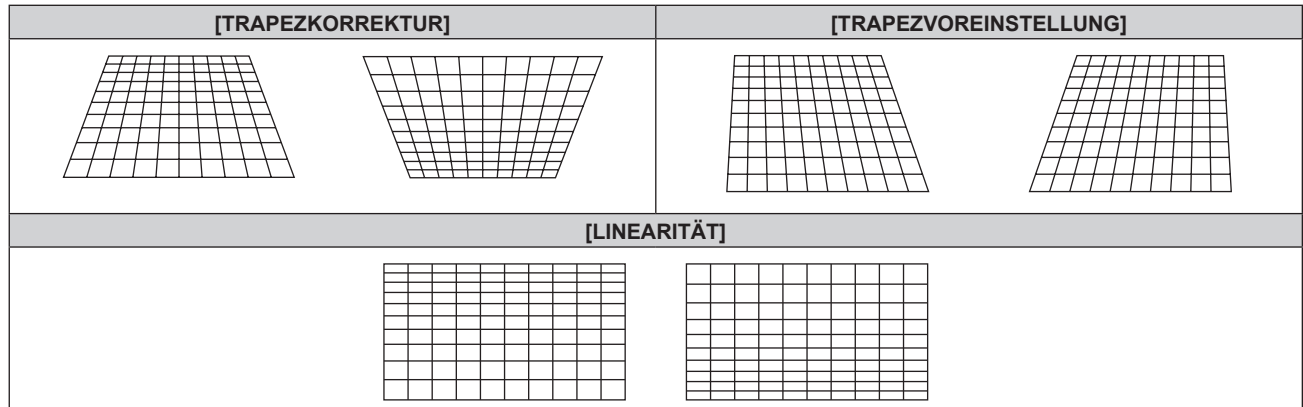 [TRAPEZKORREKTUR]
[TRAPEZVOREINSTELLUNG]
[LINEARITÄT]